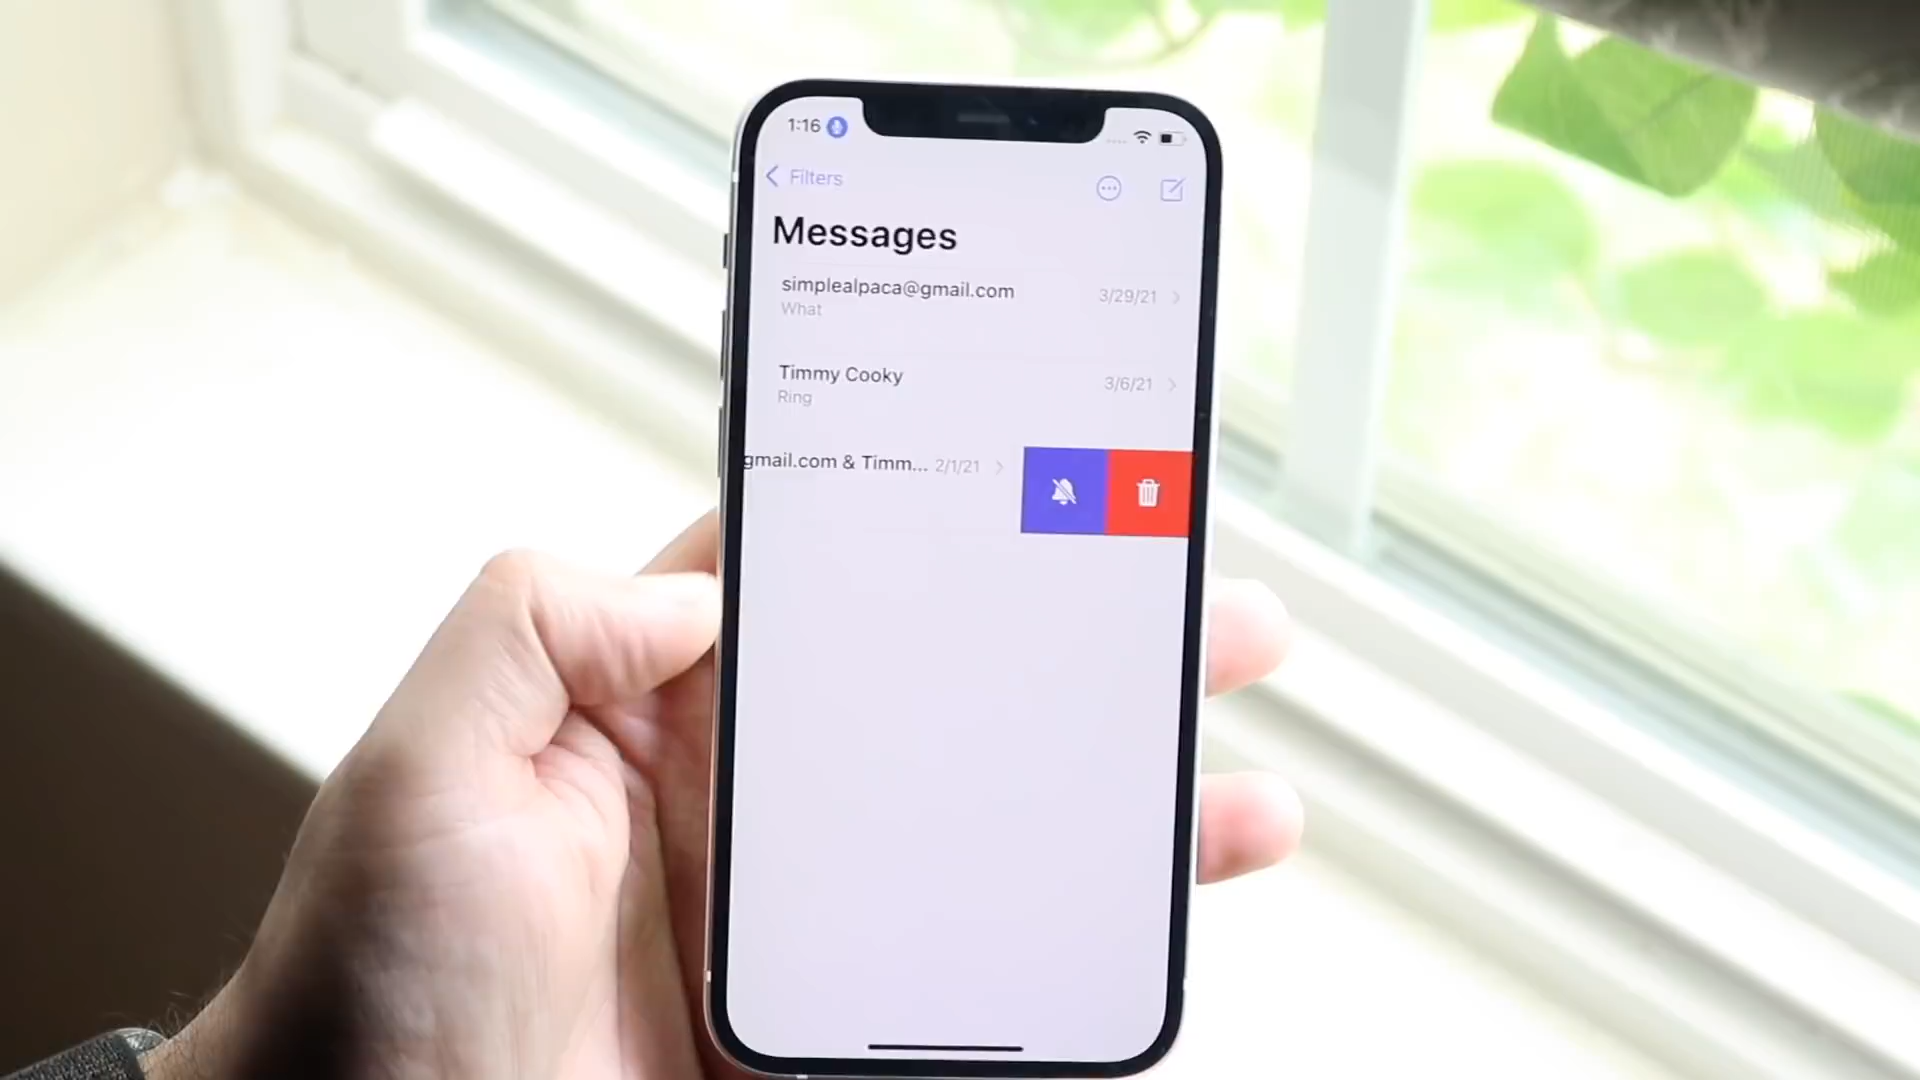 1:16
Filters
Messages
simplealpaca@gmail.com 3/29/21
What
Timmy Cooky 3/6/21
Ring
gmail.com & Timm... 2/1/21